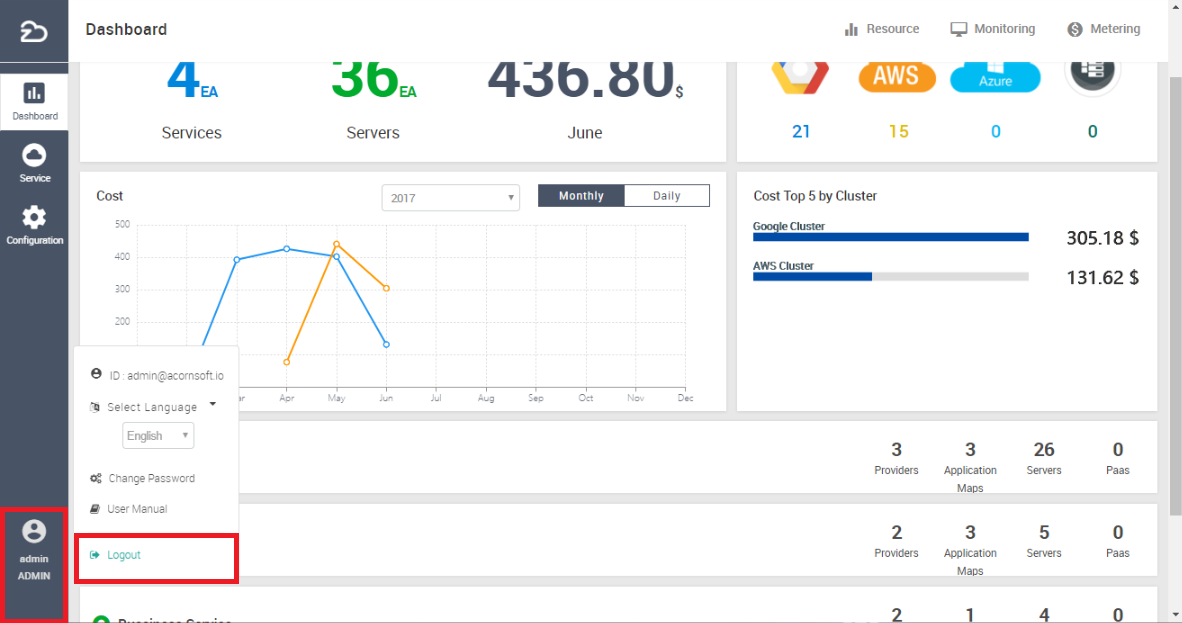 Dashboard
Resource
Monitoring
Metering
4EA
36EA
436.80$
AWS
Azure
Services
Servers
June
21
15
0
0
Dashboard
Service
Configuration
Cost
2017
Monthly
Daily
500
400
300
200
Apr
May
Jun
Jul
Aug
Sep
Oct
Nov
Dec
Cost Top 5 by Cluster
Google Cluster
305.18 $
AWS Cluster
131.62 $
ID : admin@acornsoft.io
Select Language
English
Change Password
User Manual
Logout
admin
ADMIN
3
3
26
0
Providers
Application
Servers
Paas
Maps
2
3
5
0
Providers
Application
Servers
Paas
Maps
Bussiness Service
2
1
4
0